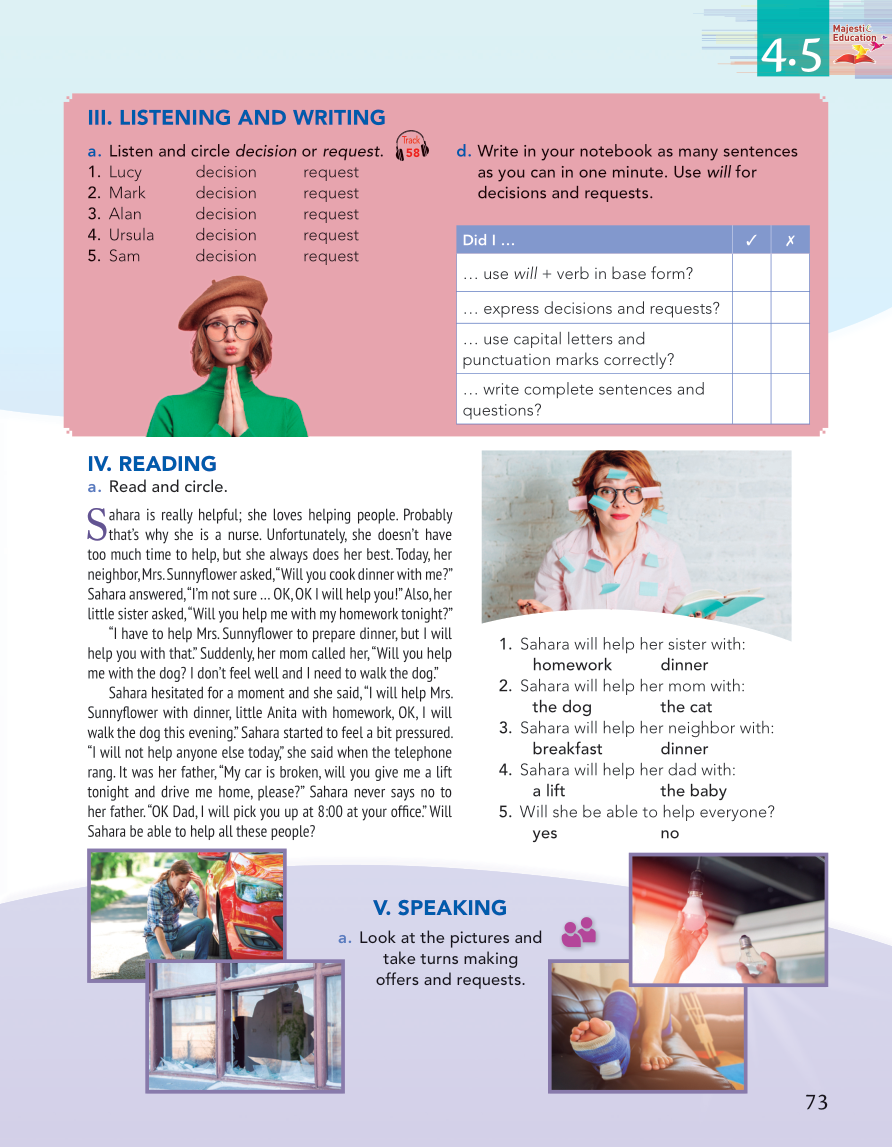 4.5
Majestic
Education
III. LISTENING AND WRITING
a. Listen and circle decision or request.
Track
58
1. Lucy decision request
2. Mark decision request
3. Alan decision request
4. Ursula decision request
5. Sam decision request
d. Write in your notebook as many sentences
as you can in one minute. Use will for
decisions and requests.
Did I … ✓ ✗
… use will + verb in base form?
… express decisions and requests?
… use capital letters and
punctuation marks correctly?
… write complete sentences and
questions?
IV. READING
a. Read and circle.
Sahara is really helpful; she loves helping people. Probably
that’s why she is a nurse. Unfortunately, she doesn’t have
too much time to help, but she always does her best. Today, her
neighbor, Mrs. Sunnyflower asked, “Will you cook dinner with me?”
Sahara answered, “I’m not sure … OK, OK I will help you!” Also, her
little sister asked, “Will you help me with my homework tonight?”
“I have to help Mrs. Sunnyflower to prepare dinner, but I will
help you with that.” Suddenly, her mom called her, “Will you help
me with the dog? I don’t feel well and I need to walk the dog.”
Sahara hesitated for a moment and she said, “I will help Mrs.
Sunnyflower with dinner, little Anita with homework, OK, I will
walk the dog this evening.” Sahara started to feel a bit pressured.
“I will not help anyone else today,” she said when the telephone
rang. It was her father, “My car is broken, will you give me a lift
tonight and drive me home, please?” Sahara never says no to
her father. “OK Dad, I will pick you up at 8:00 at your office.” Will
Sahara be able to help all these people?
1. Sahara will help her sister with:
homework dinner
2. Sahara will help her mom with:
the dog the cat
3. Sahara will help her neighbor with:
breakfast dinner
4. Sahara will help her dad with:
a lift the baby
5. Will she be able to help everyone?
yes no
V. SPEAKING
a. Look at the pictures and
take turns making
offers and requests.
73